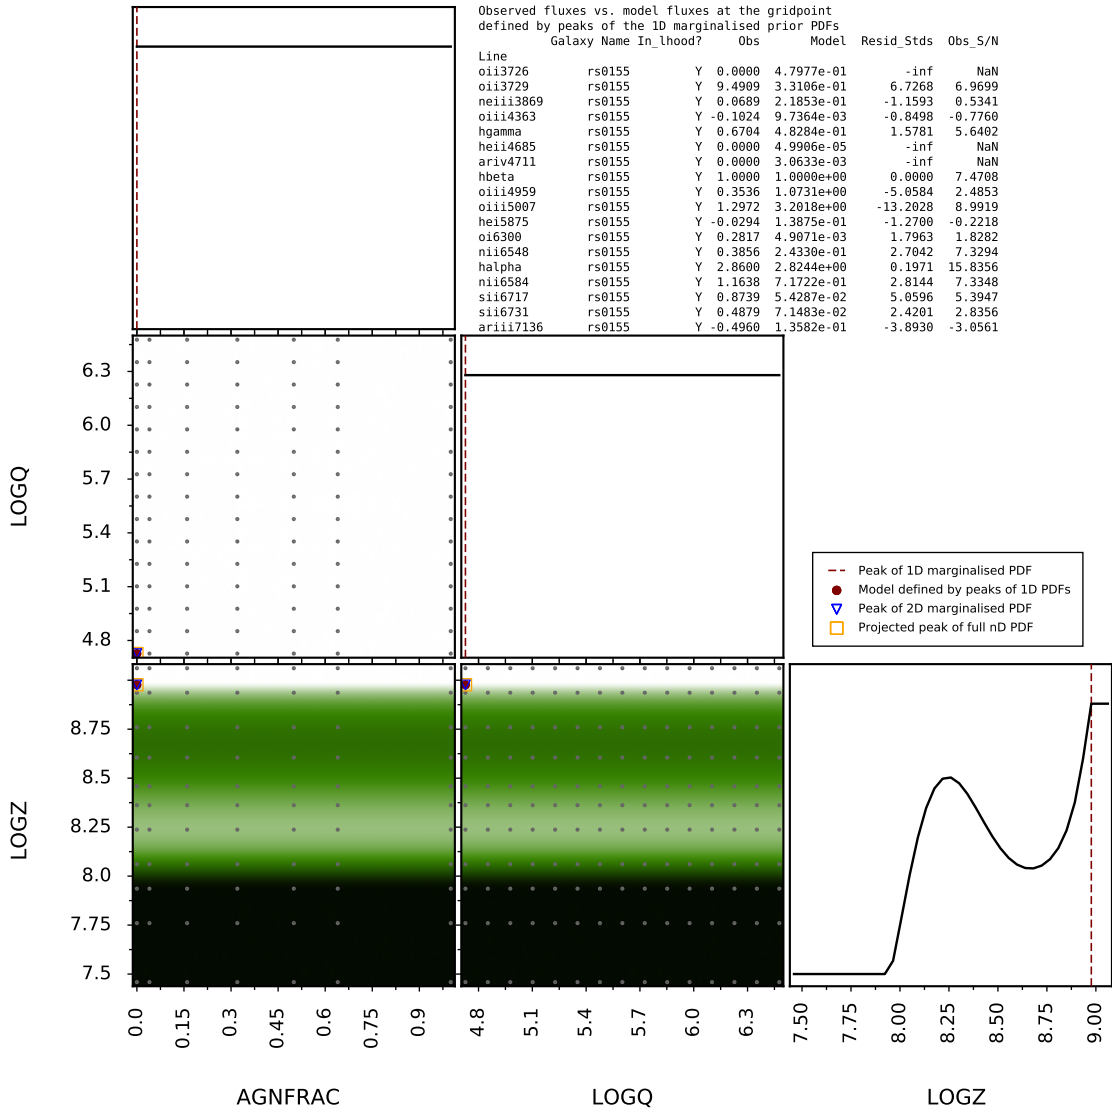 Observed fluxes vs. model fluxes at the gridpoint
defined by peaks of the 1D marginalised prior PDFs
Galaxy Name In_lhood? Obs Model Resid_Stds Obs_S/N
Line
oii3726 rs0155 Y 0.0000 4.7977e-01 -inf NaN
oii3729 rs0155 Y 9.4909 3.3106e-01 6.7268 6.9699
neiii3869 rs0155 Y 0.0689 2.1853e-01 -1.1593 0.5341
oiii4363 rs0155 Y -0.1024 9.7364e-03 -0.8498 -0.7760
hgamma rs0155 Y 0.6704 4.8284e-01 1.5781 5.6402
heii4685 rs0155 Y 0.0000 4.9906e-05 -inf NaN
ariv4711 rs0155 Y 0.0000 3.0633e-03 -inf NaN
hbeta rs0155 Y 1.0000 1.0000e+00 0.0000 7.4708
oiii4959 rs0155 Y 0.3536 1.0731e+00 -5.0584 2.4853
oiii5007 rs0155 Y 1.2972 3.2018e+00 -13.2028 8.9919
hei5875 rs0155 Y -0.0294 1.3875e-01 -1.2700 -0.2218
oi6300 rs0155 Y 0.2817 4.9071e-03 1.7963 1.8282
nii6548 rs0155 Y 0.3856 2.4330e-01 2.7042 7.3294
halpha rs0155 Y 2.8600 2.8244e+00 0.1971 15.8356
nii6584 rs0155 Y 1.1638 7.1722e-01 2.8144 7.3348
sii6717 rs0155 Y 0.8739 5.4287e-02 5.0596 5.3947
sii6731 rs0155 Y 0.4879 7.1483e-02 2.4201 2.8356
ariii7136 rs0155 Y -0.4960 1.3582e-01 -3.8930 -3.0561
6.3
6.0
5.7
5.4
5.1
4.8
LOGQ
Peak of 1D marginalised PDF
Model defined by peaks of 1D PDFs
Peak of 2D marginalised PDF
Projected peak of full nD PDF
8.75
8.5
8.25
8.0
7.75
7.5
LOGZ
0.0 0.15 0.3 0.45 0.6 0.75 0.9
4.8 5.1 5.4 5.7 6.0 6.3
7.50 7.75 8.00 8.25 8.50 8.75 9.00
AGNFRAC LOGQ LOGZ